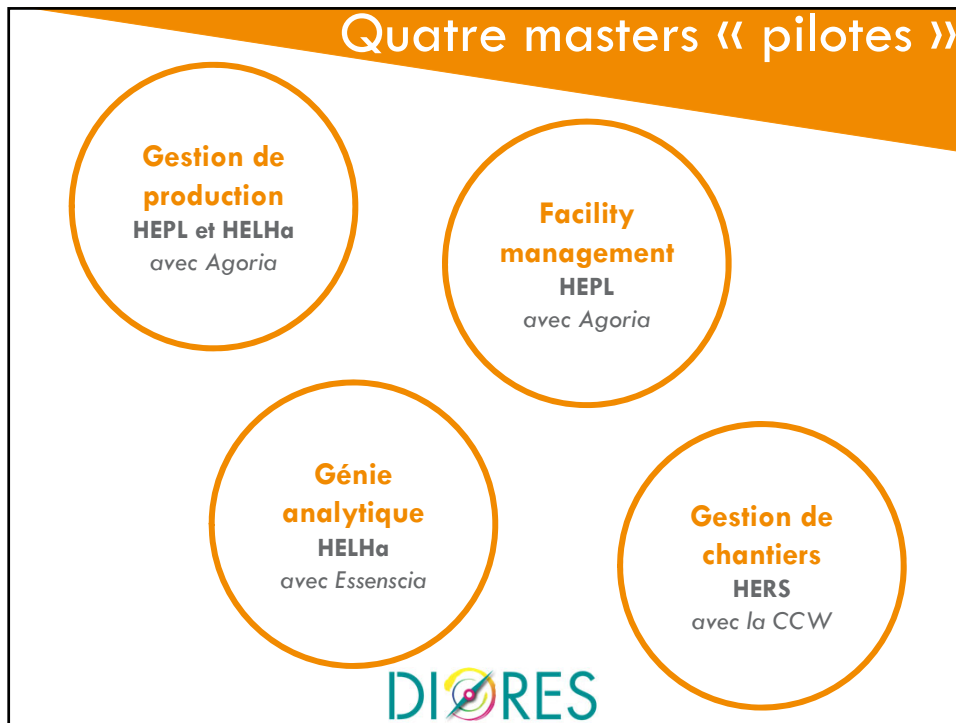 Quatre masters « pilotes »
Gestion de
production
HEPL et HELHa
avec Agoria
Facility
management
HEPL
avec Agoria
Génie
analytique
HELHa
avec Essenscia
Gestion de
chantiers
HERS
avec la CCW
DIORES